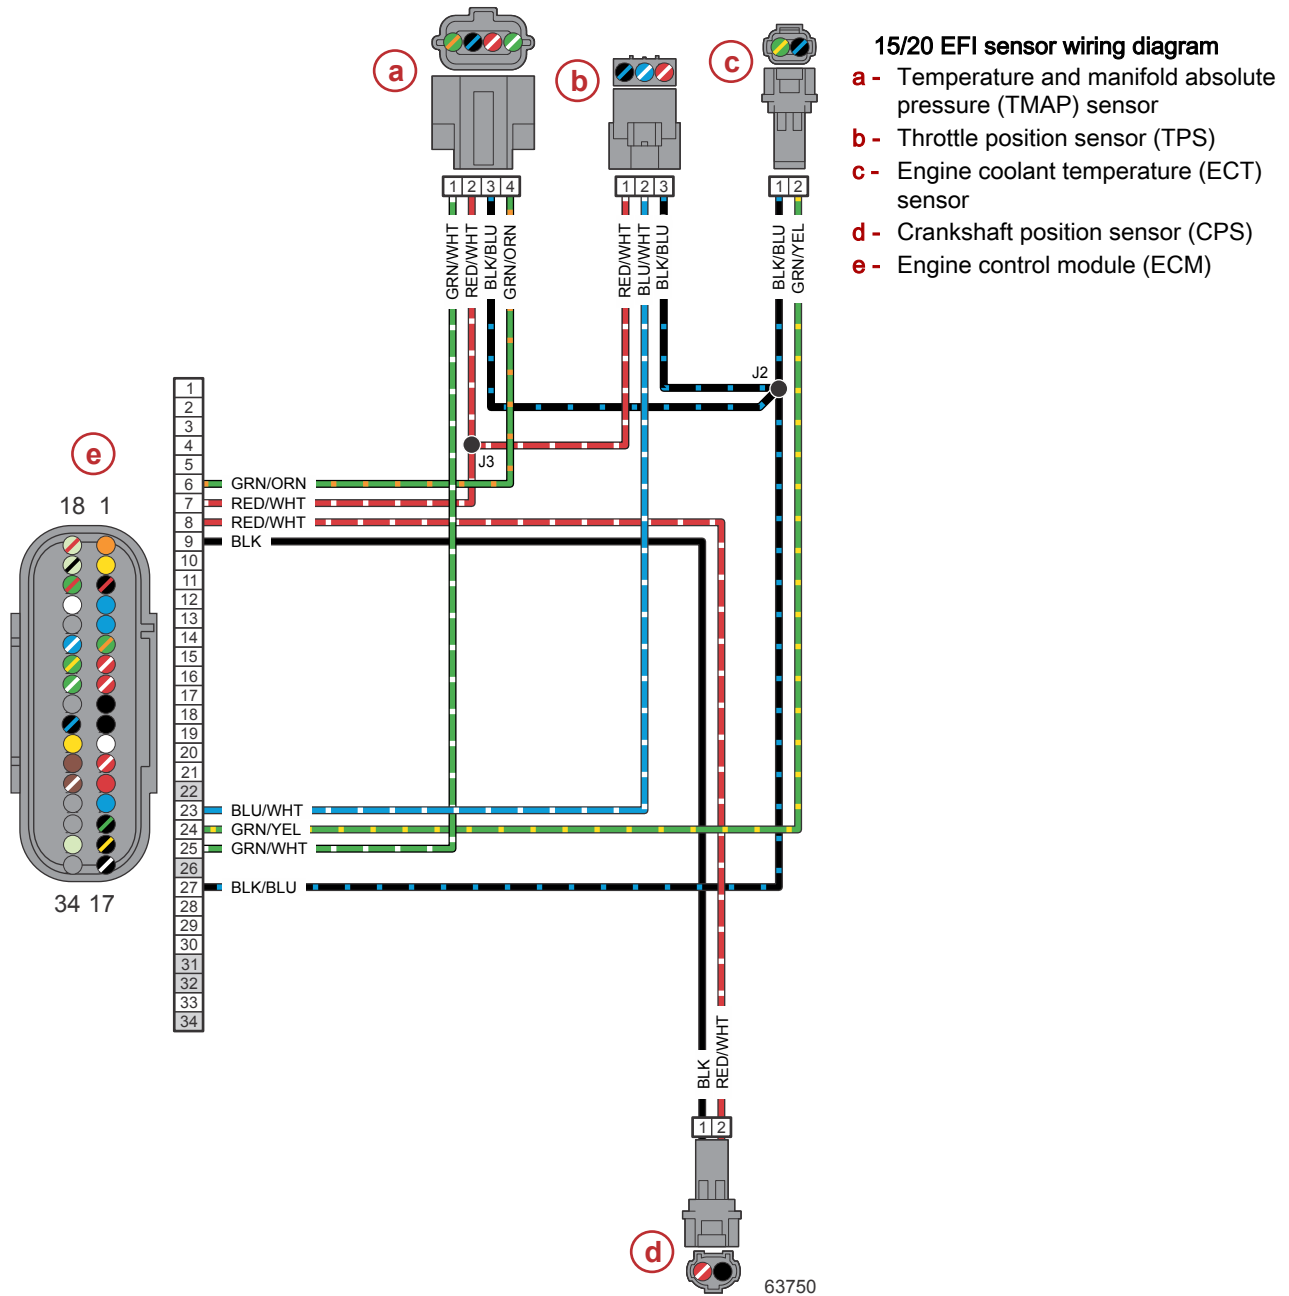 15/20 EFI sensor wiring diagram
a - Temperature and manifold absolute
pressure (TMAP) sensor
b - Throttle position sensor (TPS)
c - Engine coolant temperature (ECT)
sensor
d - Crankshaft position sensor (CPS)
e - Engine control module (ECM)
a
b
c
1 2 3 4
1 2 3
1 2
GRN/WHT
RED/WHT
BLK/BLU
GRN/ORN
RED/WHT
BLU/WHT
BLK/BLU
BLK/BLU
GRN/YEL
J2
J3
e
18 1
34 17
1
2
3
4
5
6 GRN/ORN
7 RED/WHT
8 RED/WHT
9 BLK
10
11
12
13
14
15
16
17
18
19
20
21
22
23 BLU/WHT
24 GRN/YEL
25 GRN/WHT
26
27 BLK/BLU
28
29
30
31
32
33
34
BLK
RED/WHT
1 2
d
63750